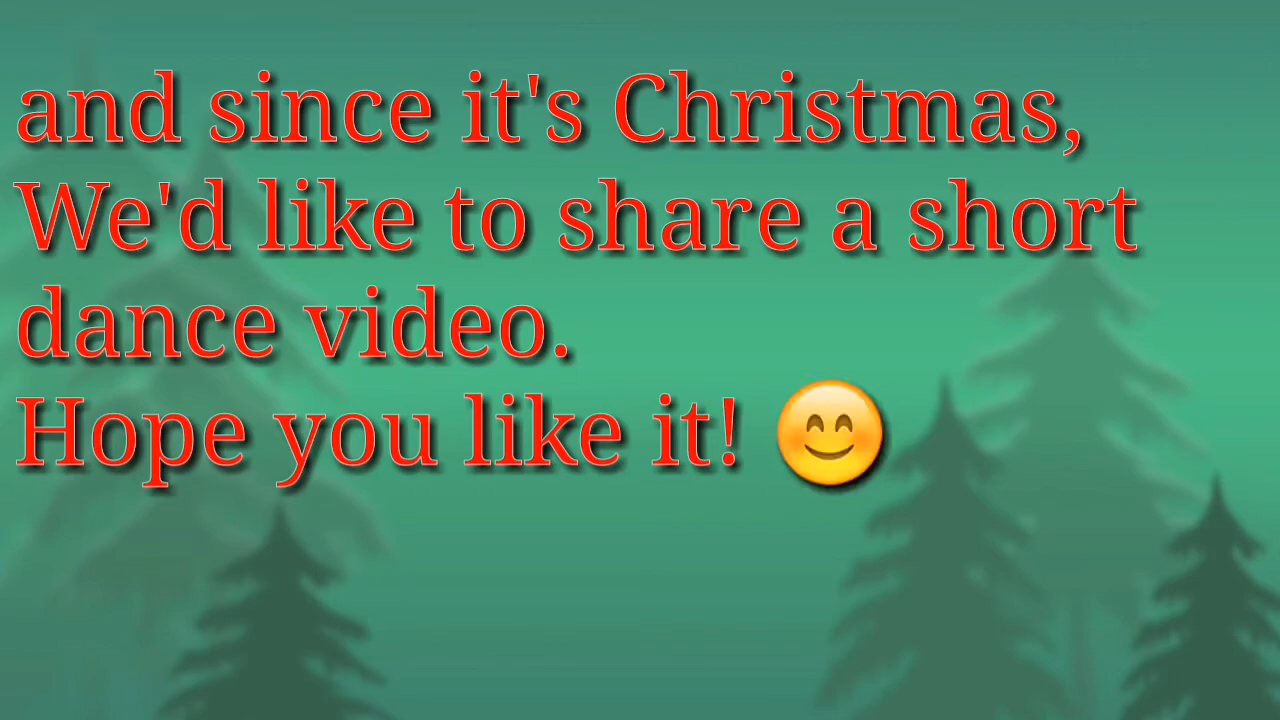 and since it's Christmas,
We'd like to share a short
dance video.
Hope you like it! 😊